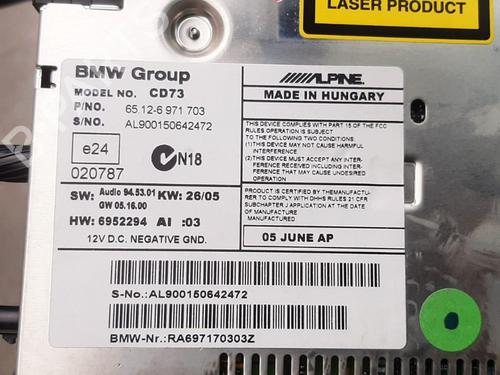 LASER PRODUCT
BMW Group
MODEL NO. CD73
P/NO. 65.12-6 971 703
S/NO. AL900150642472
e24
020787
N18
SW: Audio 94.53.01 KW: 26/05
GW 05.16.00
HW: 6952294 AI :03
12V D.C. NEGATIVE GND.
ALPINE
MADE IN HUNGARY
THIS DEVICE COMPLIES WITH PART 15 OF THE FCC
RULES OPERATION IS SUBJECT
TO THE FOLLOWING TWO CONDITIONS
(1)THIS DEVICE MAY NOT CAUSE HARMFUL
INTERFERENCE, AND
(2)THIS DEVICE MUST ACCEPT ANY INTER-
FERENCE RECEIVED INCLUDING
INTERFERENCE THAT MAY CAUSE
UNDESIRED OPERATION.
PRODUCT IS CERTIFIED BY THEMANUFACTU-
RER TO COMPLY WITH DHHS RULES 21 CFR
SUBCHAPTER J APPLICATION AT THE DATE
OF MANUFACTURE
MANUFACTURED:
05 JUNE AP
S-No.:AL900150642472
BMW-Nr.:RA697170303Z